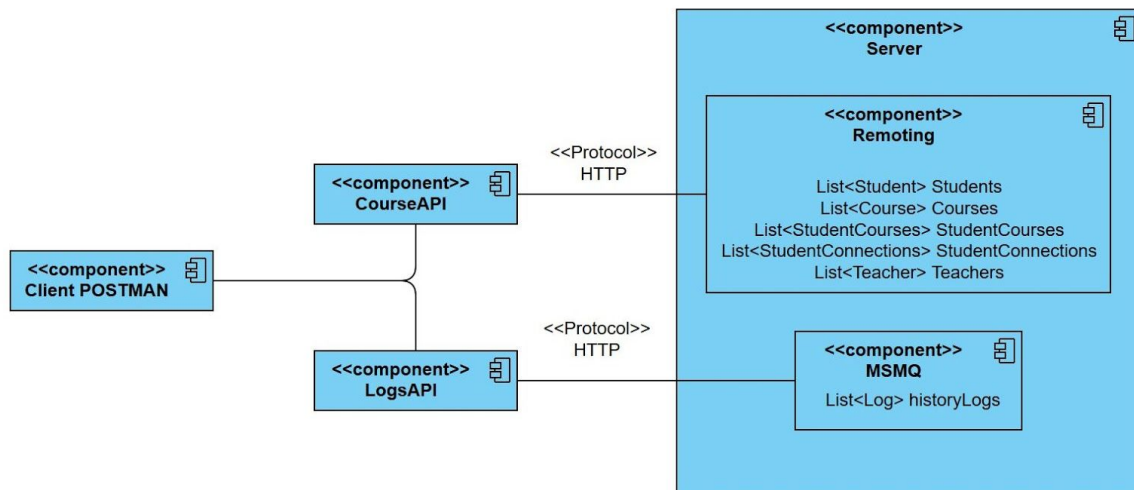 <<component>>
Server
<<component>>
Remoting
List<Student> Students
List<Course> Courses
List<StudentCourses> StudentCourses
List<StudentConnections> StudentConnections
List<Teacher> Teachers
<<Protocol>>
HTTP
<<component>>
CourseAPI
<<component>>
Client POSTMAN
<<Protocol>>
HTTP
<<component>>
LogsAPI
<<component>>
MSMQ
List<Log> historyLogs